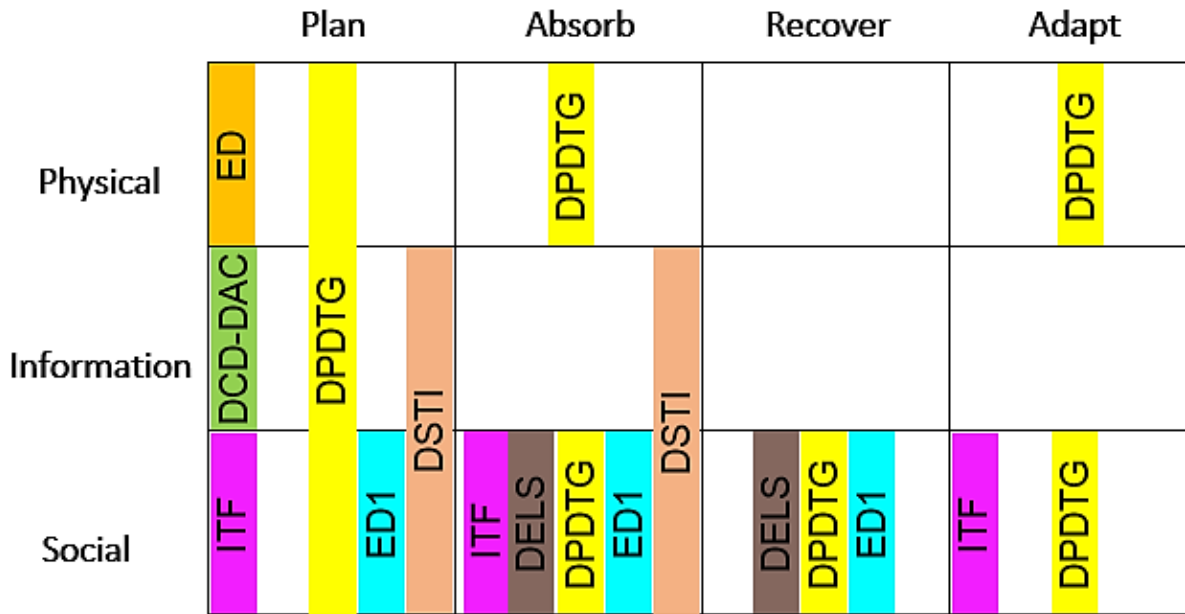 Plan Absorb Recover Adapt
Physical
ED
DPDTG
DPDTG
DPDTG
Information
DCD-DAC
DSTI
DSTI
Social
ITF
ED1
ITF
DELS
DPDTG
ED1
DELS
DPDTG
ED1
ITF
DPDTG